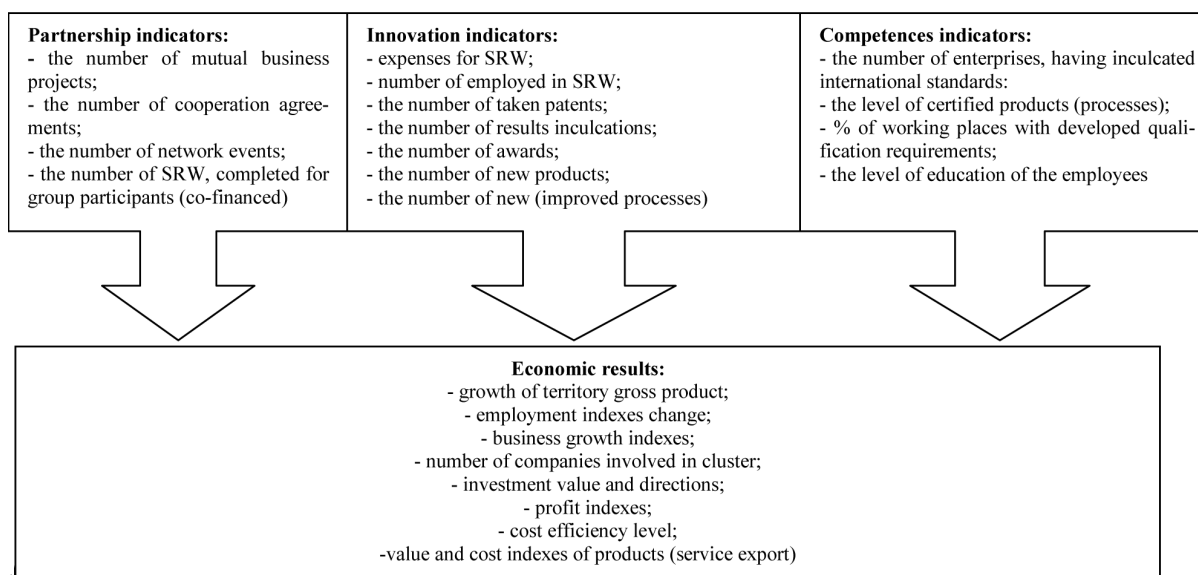 Partnership indicators:
- the number of mutual business
projects;
- the number of cooperation agree-
ments;
- the number of network events;
- the number of SRW, completed for
group participants (co-financed)
Innovation indicators:
- expenses for SRW;
- number of employed in SRW;
- the number of taken patents;
- the number of results inculcations;
- the number of awards;
- the number of new products;
- the number of new (improved processes)
Competences indicators:
- the number of enterprises, having inculcated
international standards:
- the level of certified products (processes);
- % of working places with developed quali-
fication requirements;
- the level of education of the employees
Economic results:
- growth of territory gross product;
- employment indexes change;
- business growth indexes;
- number of companies involved in cluster;
- investment value and directions;
- profit indexes;
- cost efficiency level;
-value and cost indexes of products (service export)